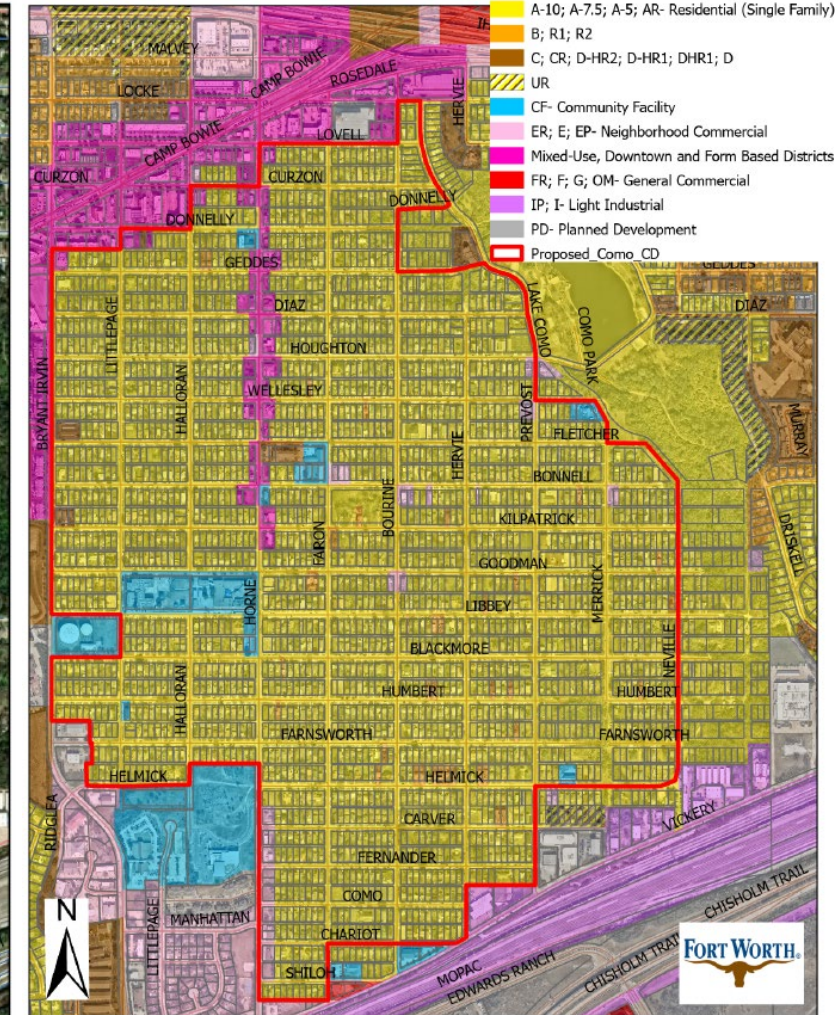 A-10; A-7.5; A-5; AR- Residential (Single Family)
B; R1; R2
C; CR; D-HR2; D-HR1; DHR1; D
UR
CF- Community Facility
ER; E; EP- Neighborhood Commercial
Mixed-Use, Downtown and Form Based Districts
FR; F; G; OM- General Commercial
IP; I- Light Industrial
PD- Planned Development
Proposed_Como_CD
MALVEY
IH
CAMP BOWIE
ROSEDALE
LOCKE
HERVIE
LOVELL
CAMP BOWIE
CURZON
CURZON
DONNELLY
DONNELLY
GEDDES
GEDDES
LITTLEPAGE
DIAZ
LAKE COMO
COMO PARK
DIAZ
HOUGHTON
BRYANT IRVIN
HALLORAN
WELLESLEY
PREVOST
MURRAY
FLETCHER
HERVIE
BONNELL
BOURINE
KILPATRICK
FARON
DRISKELL
GOODMAN
HORNE
LIBBEY
MERRICK
BLACKMORE
NEVILLE
HALLORAN
HUMBERT
HUMBERT
FARNSWORTH
FARNSWORTH
HELMICK
HELMICK
RIDGLEA
CARVER
VICKERY
FERNANDER
COMO
LITTLEPAGE
MANHATTAN
CHISHOLM TRAIL
CHARIOT
N
SHILOH
MOPAC
EDWARDS RANCH
CHISHOLM TRAI
FORT WORTH®